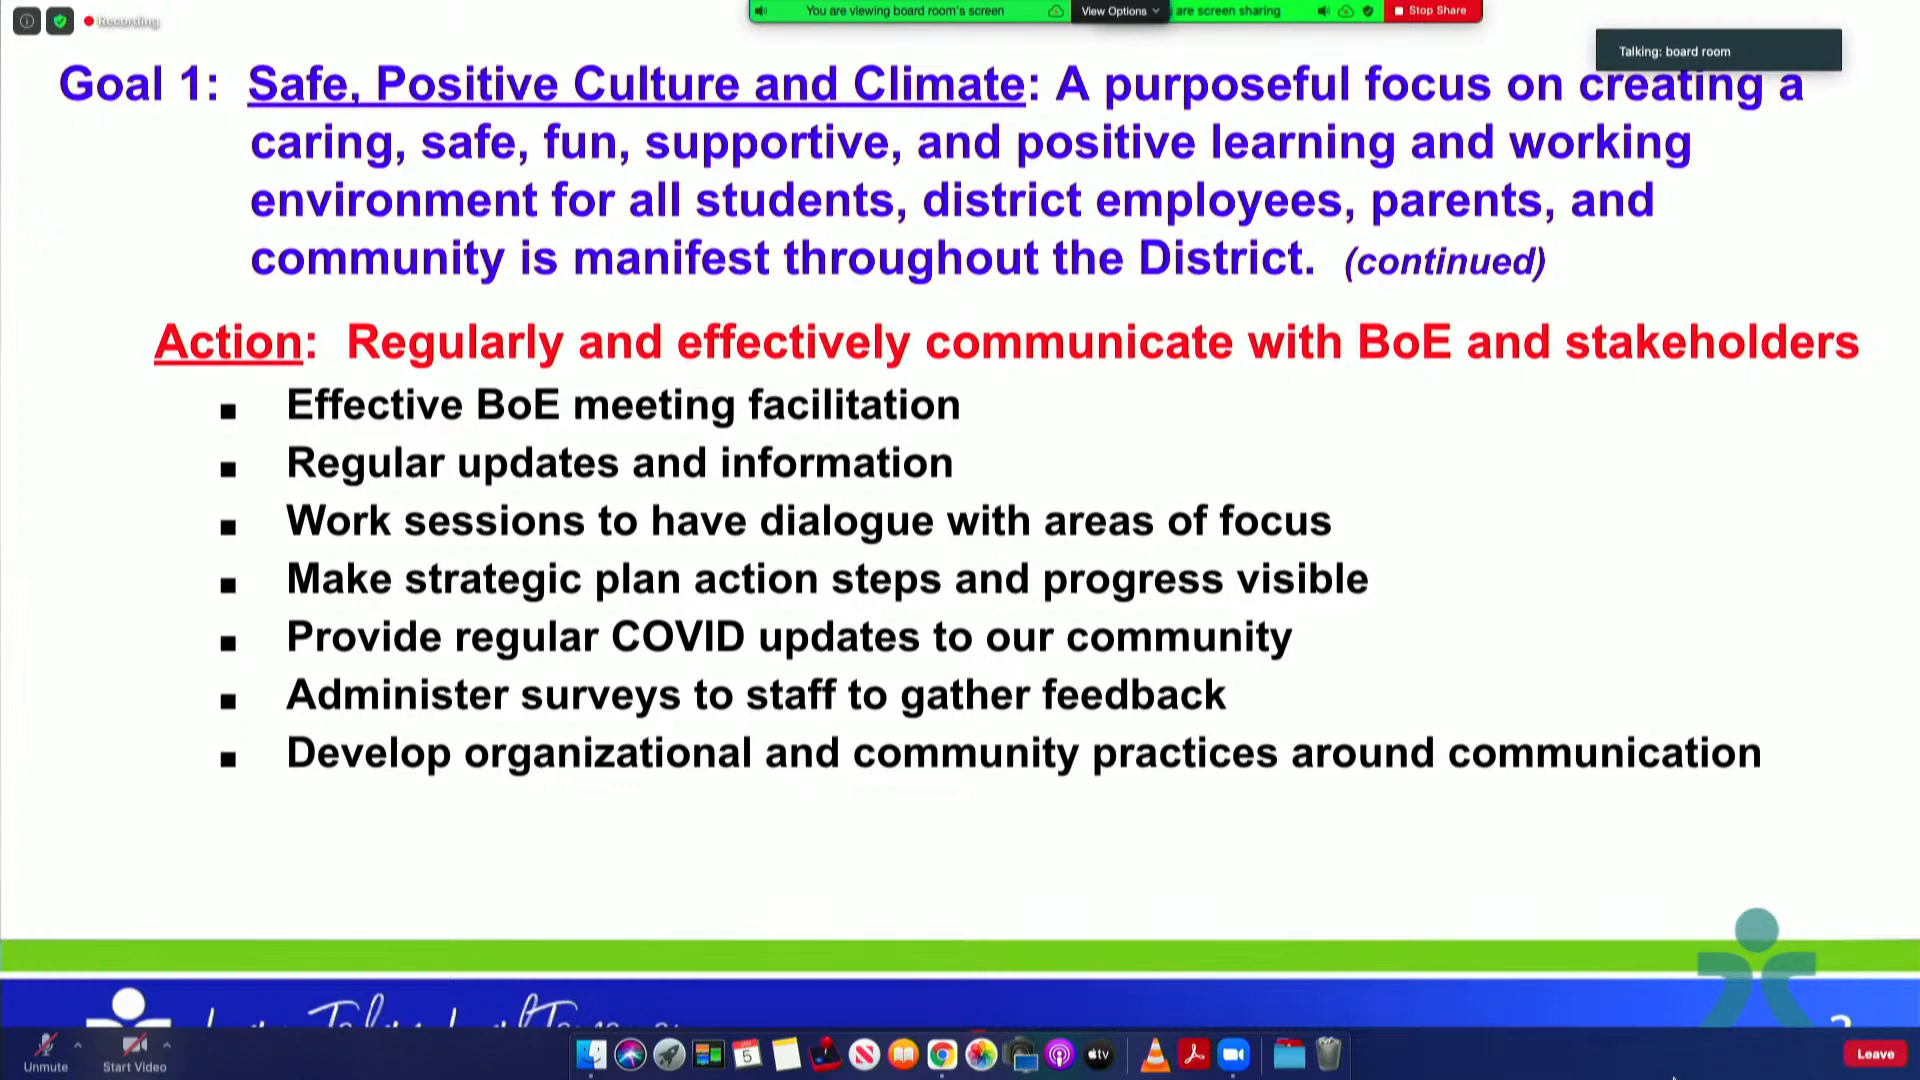 Recording
You are viewing board room's screen
View Options
are screen sharing
Stop Share
Talking: board room
Goal 1: Safe, Positive Culture and Climate: A purposeful focus on creating a
caring, safe, fun, supportive, and positive learning and working
environment for all students, district employees, parents, and
community is manifest throughout the District. (continued)
Action: Regularly and effectively communicate with BoE and stakeholders
■ Effective BoE meeting facilitation
■ Regular updates and information
■ Work sessions to have dialogue with areas of focus
■ Make strategic plan action steps and progress visible
■ Provide regular COVID updates to our community
■ Administer surveys to staff to gather feedback
■ Develop organizational and community practices around communication
Unmute
Start Video
5
tv
Leave